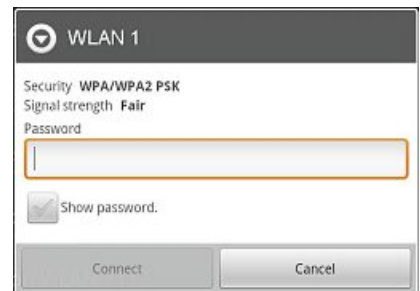 WLAN 1
Security WPA/WPA2 PSK
Signal strength Fair
Password
Show password.
Connect Cancel